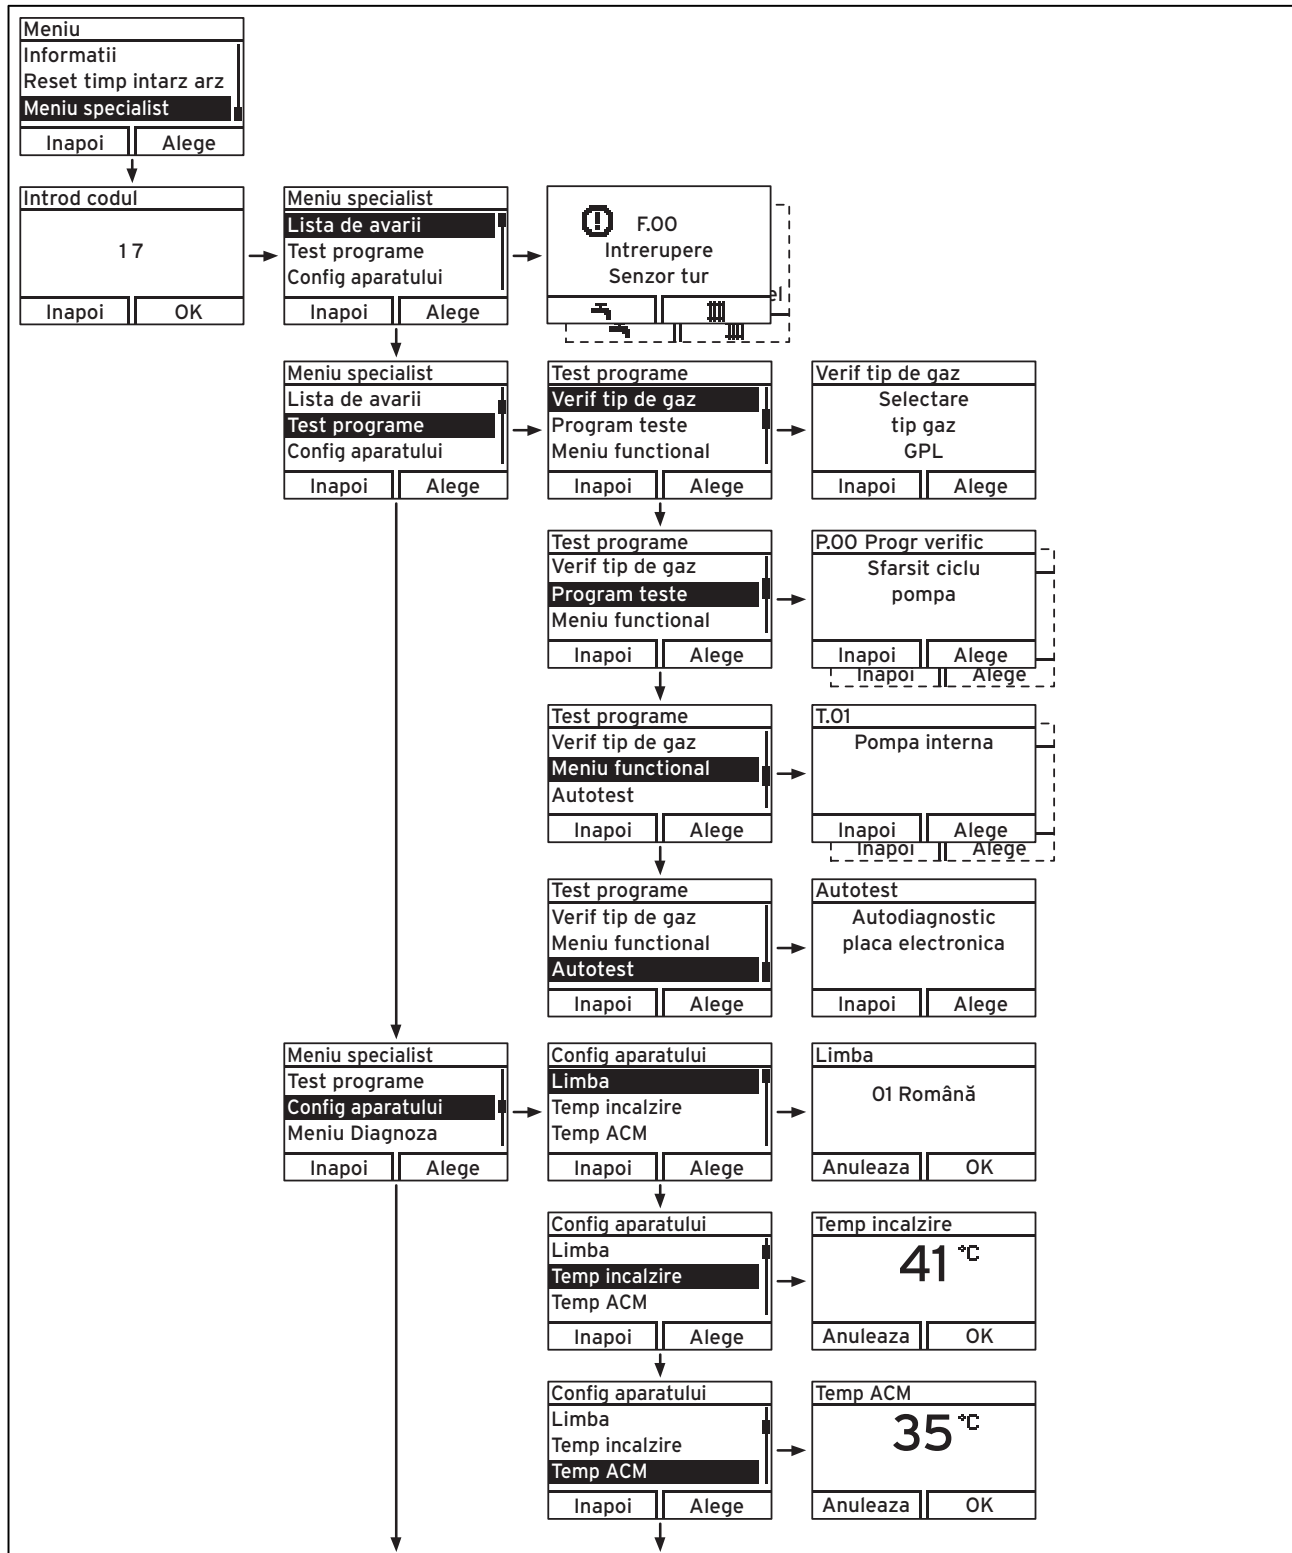 Meniu
Informatii
Reset timp intarz arz
Meniu specialist
Inapoi Alege
Introd codul
17
Inapoi OK
Meniu specialist
Lista de avarii
Test programe
Config aparatului
Inapoi Alege
F.00
Intrerupere
Senzor tur
el
Meniu specialist
Lista de avarii
Test programe
Config aparatului
Inapoi Alege
Test programe
Verif tip de gaz
Program teste
Meniu functional
Inapoi Alege
Verif tip de gaz
Selectare
tip gaz
GPL
Inapoi Alege
Test programe
Verif tip de gaz
Program teste
Meniu functional
Inapoi Alege
P.00 Progr verific
Sfarsit ciclu
pompa
Inapoi Alege
Inapoi Alege
Test programe
Verif tip de gaz
Meniu functional
Autotest
Inapoi Alege
T.01
Pompa interna
Inapoi Alege
Inapoi Alege
Test programe
Verif tip de gaz
Meniu functional
Autotest
Inapoi Alege
Autotest
Autodiagnostic
placa electronica
Inapoi Alege
Meniu specialist
Test programe
Config aparatului
Meniu Diagnoza
Inapoi Alege
Config aparatului
Limba
Temp incalzire
Temp ACM
Inapoi Alege
Limba
01 Română
Anuleaza OK
Config aparatului
Limba
Temp incalzire
Temp ACM
Inapoi Alege
Temp incalzire
41 °C
Anuleaza OK
Config aparatului
Limba
Temp incalzire
Temp ACM
Inapoi Alege
Temp ACM
35 °C
Anuleaza OK